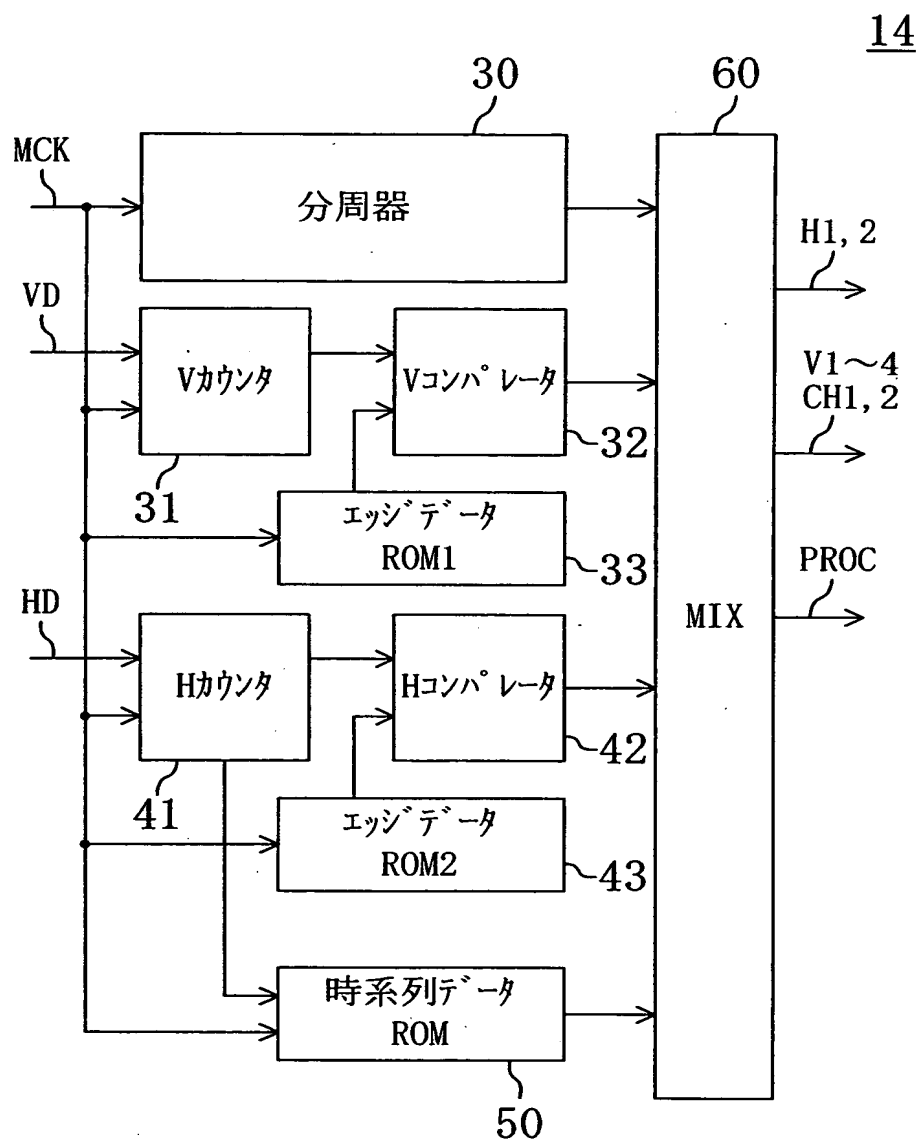 14
30
60
MCK
分周器
H1, 2
VD
Vカウンタ
Vコンパレータ
V1～4
CH1, 2
31
32
エッジデータ
ROM1
33
PROC
HD
MIX
Hカウンタ
Hコンパレータ
41
42
エッジデータ
ROM2
43
時系列データ
ROM
50